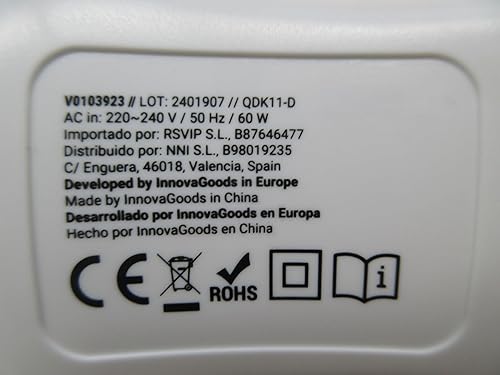 V0103923 // LOT: 2401907 // QDK11-D
AC in: 220~240 V / 50 Hz / 60 W
Importado por: RSVIP S.L., B87646477
Distribuido por: NNI S.L., B98019235
C/ Enguera, 46018, Valencia, Spain
Developed by InnovaGoods in Europe
Made by InnovaGoods in China
Desarrollado por InnovaGoods en Europa
Hecho por InnovaGoods en China
CE ROHS i